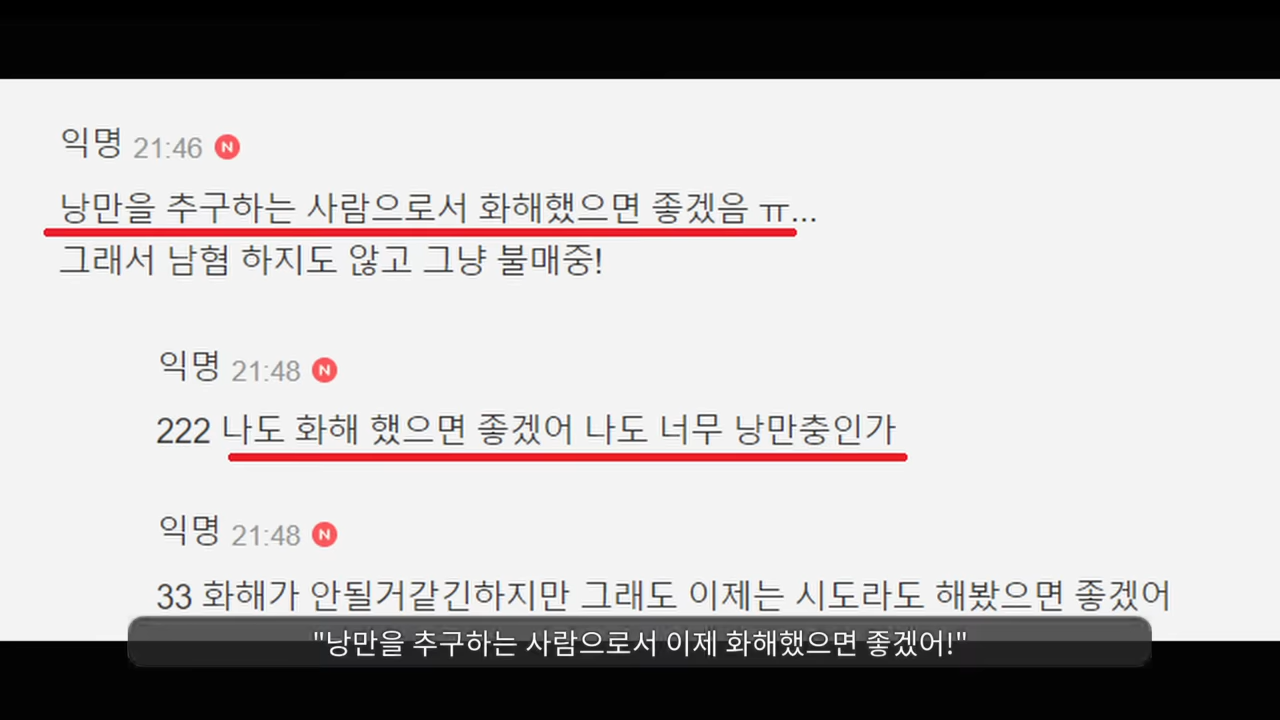 익명 21:46 N
낭만을 추구하는 사람으로서 화해했으면 좋겠음 ㅠ...
그래서 남혐 하지도 않고 그냥 불매중!
익명 21:48 N
222 나도 화해 했으면 좋겠어 나도 너무 낭만충인가
익명 21:48 N
33 화해가 안될거같긴하지만 그래도 이제는 시도라도 해봤으면 좋겠어
"낭만을 추구하는 사람으로서 이제 화해했으면 좋겠어!"